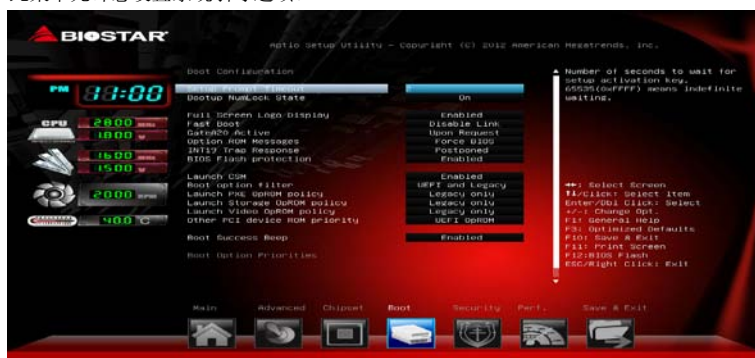 BIOSTAR
Aptio Setup Utility – Copyright (C) 2012 American Megatrends, Inc.
PM 11:00
CPU 2800 MHz
1.800 V
1600 MHz
1.500 V
2000 RPM
40.0 °C
Boot Configuration
Setup Prompt Timeout
Bootup NumLock State On
Full Screen Logo Display Enabled
Fast Boot Disable Link
GateA20 Active Upon Request
Option ROM Messages Force BIOS
INT19 Trap Response Postponed
BIOS Flash protection Enabled
Launch CSM Enabled
Boot option filter UEFI and Legacy
Launch PXE OpROM policy Legacy only
Launch Storage OpROM policy Legacy only
Launch Video OpROM policy Legacy only
Other PCI device ROM priority UEFI OpROM
Boot Success Beep Enabled
Boot Option Priorities
Number of seconds to wait for
setup activation key.
65535(0xFFFF) means indefinite
waiting.
↔: Select Screen
↑↓/Click: Select Item
Enter/Dbl Click: Select
+/-: Change Opt.
F1: General Help
F3: Optimized Defaults
F10: Save & Exit
F11: Print Screen
F12:BIOS Flash
ESC/Right Click: Exit
Main Advanced Chipset Boot Security Perf. Save & Exit